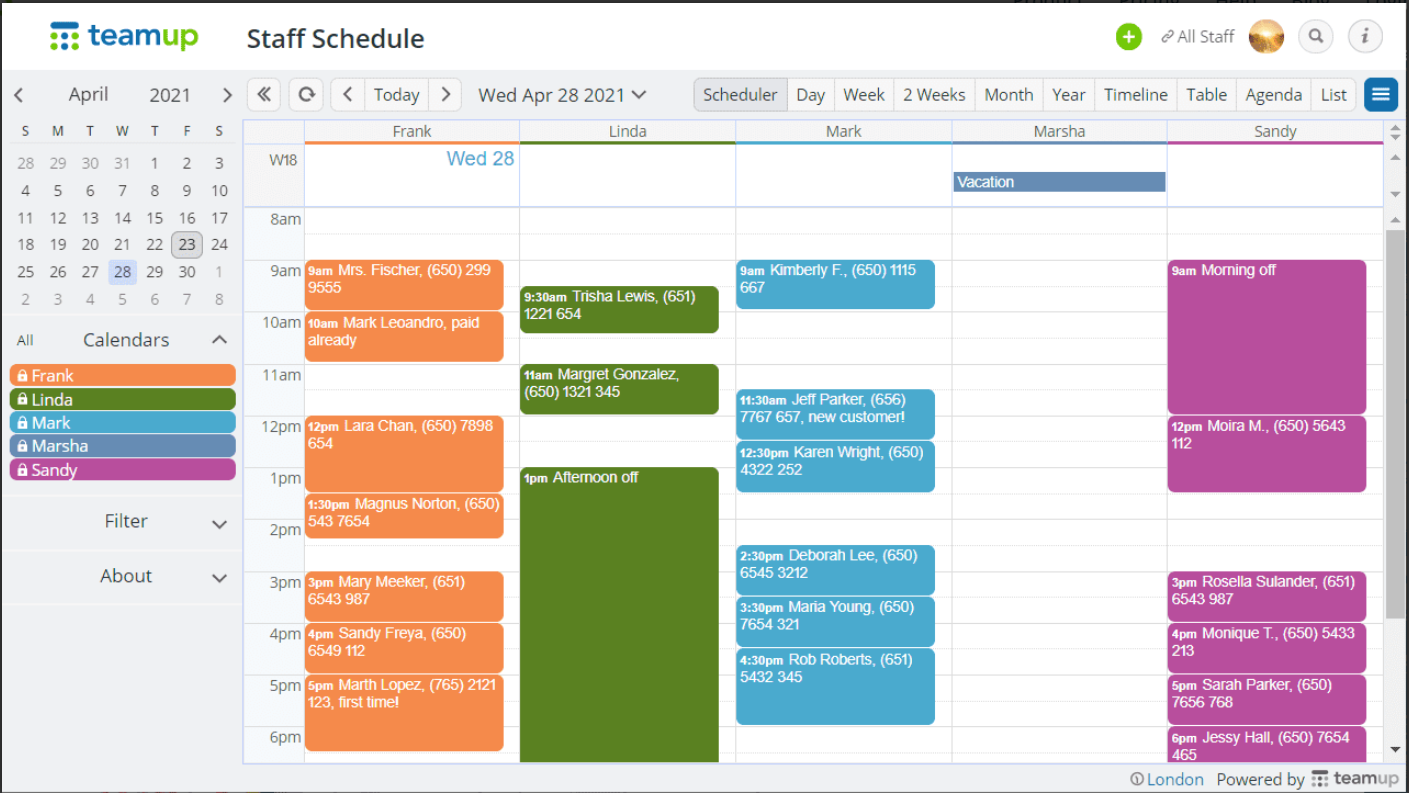 teamup
Staff Schedule
All Staff
April 2021
Today
Wed Apr 28 2021
Scheduler Day Week 2 Weeks Month Year Timeline Table Agenda List
S M T W T F S
28 29 30 31 1 2 3
4 5 6 7 8 9 10
11 12 13 14 15 16 17
18 19 20 21 22 23 24
25 26 27 28 29 30 1
2 3 4 5 6 7 8
All Calendars
Frank
Linda
Mark
Marsha
Sandy
Filter
About
Frank Linda Mark Marsha Sandy
W18
Wed 28
Vacation
8am
9am
10am
11am
12pm
1pm
2pm
3pm
4pm
5pm
6pm
9am Mrs. Fischer, (650) 299
9555
10am Mark Leoandro, paid
already
12pm Lara Chan, (650) 7898
654
1:30pm Magnus Norton, (650)
543 7654
3pm Mary Meeker, (651)
6543 987
4pm Sandy Freya, (650)
6549 112
5pm Marth Lopez, (765) 2121
123, first time!
9:30am Trisha Lewis, (651)
1221 654
11am Margret Gonzalez,
(650) 1321 345
1pm Afternoon off
9am Kimberly F., (650) 1115
667
11:30am Jeff Parker, (656)
7767 657, new customer!
12:30pm Karen Wright, (650)
4322 252
2:30pm Deborah Lee, (650)
6545 3212
3:30pm Maria Young, (650)
7654 321
4:30pm Rob Roberts, (651)
5432 345
9am Morning off
12pm Moira M., (650) 5643
112
3pm Rosella Sulander, (651)
6543 987
4pm Monique T., (650) 5433
213
5pm Sarah Parker, (650)
7656 768
6pm Jessy Hall, (650) 7654
465
London Powered by teamup